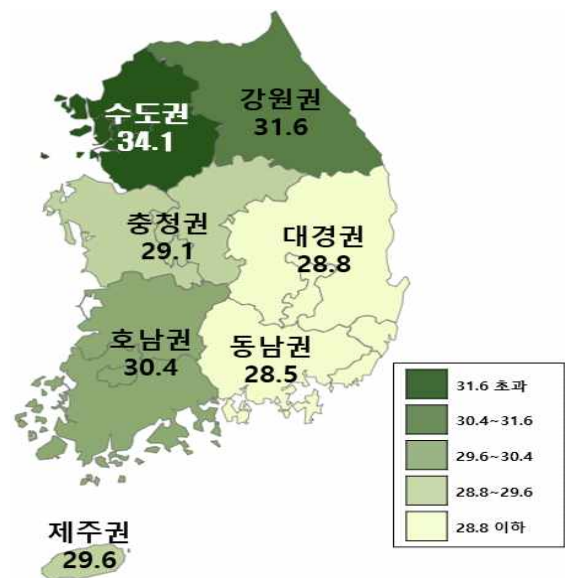 수도권
34.1
강원권
31.6
충청권
29.1
대경권
28.8
호남권
30.4
동남권
28.5
제주권
29.6
31.6 초과
30.4~31.6
29.6~30.4
28.8~29.6
28.8 이하